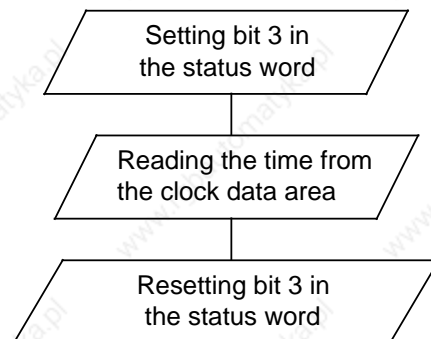 Setting bit 3 in
the status word
Reading the time from
the clock data area
Resetting bit 3 in
the status word